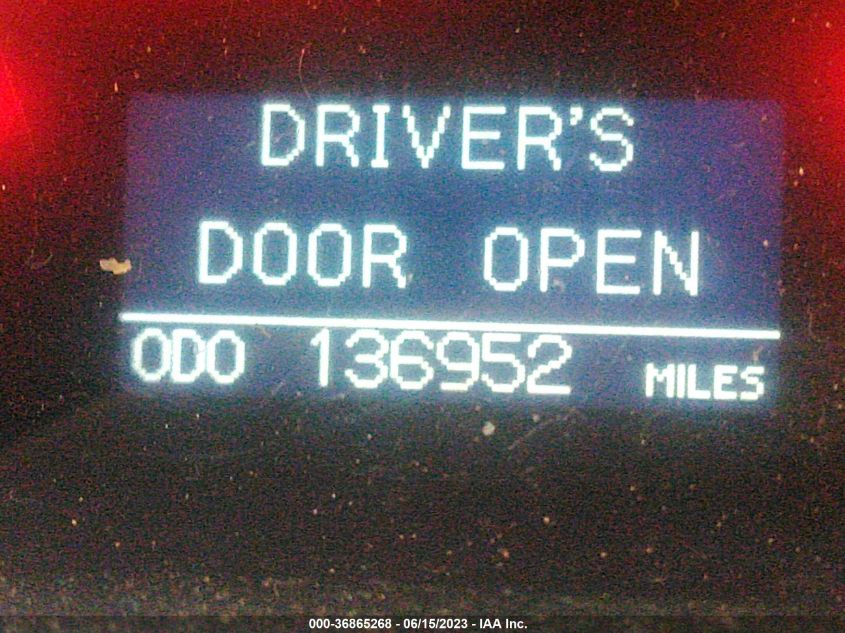 DRIVER'S
DOOR OPEN
ODO 136952 MILES
000-36865268 - 06/15/2023 - IAA Inc.